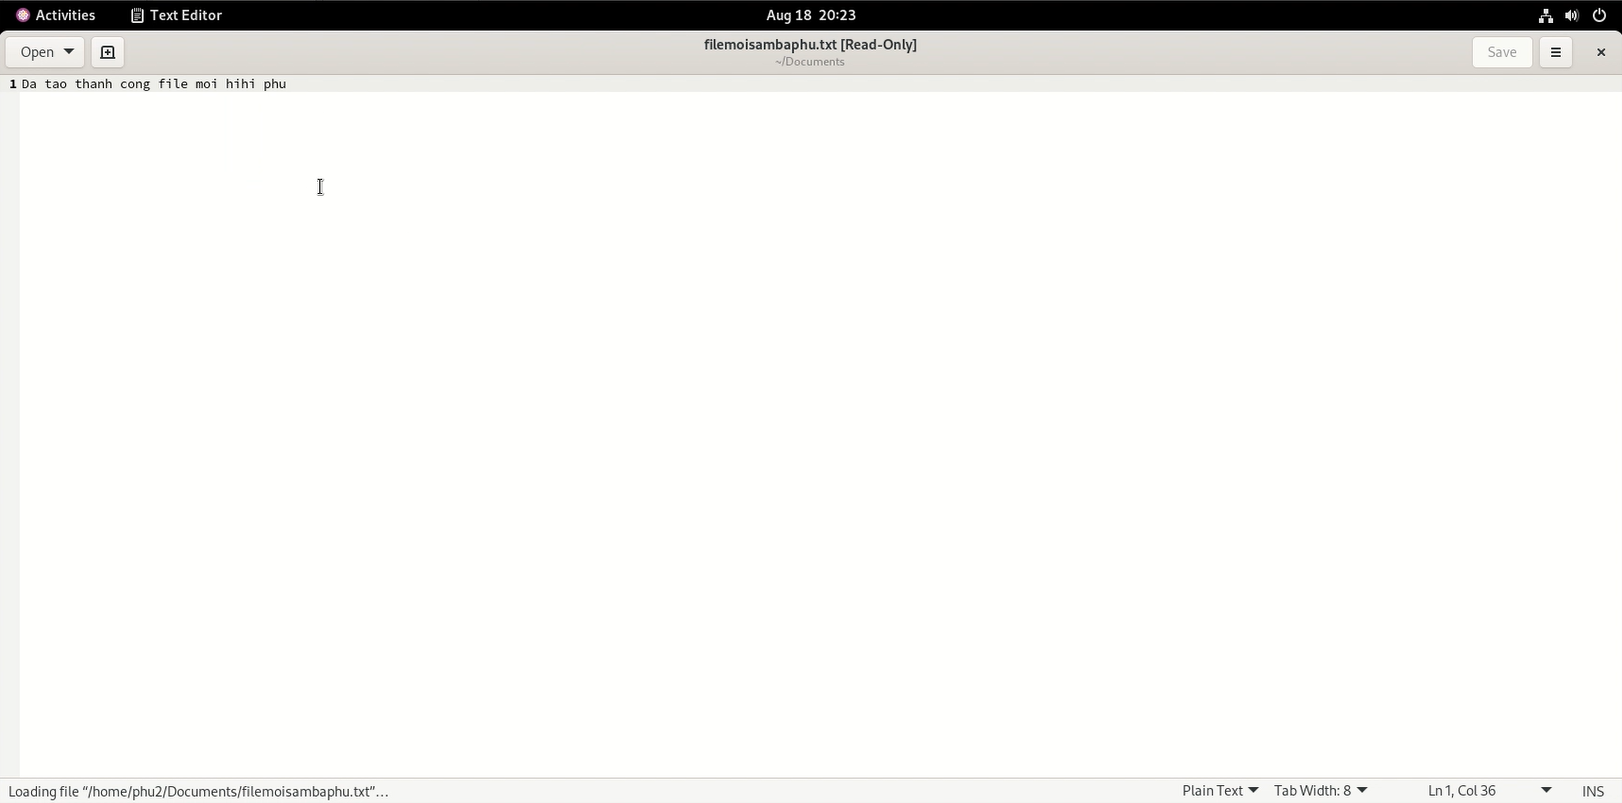 Activities Text Editor Aug 18 20:23
Open filemoisambaphu.txt [Read-Only] Save
~/Documents
1 Da tao thanh cong file moi hihi phu
Loading file “/home/phu2/Documents/filemoisambaphu.txt”… Plain Text Tab Width: 8 Ln 1, Col 36 INS